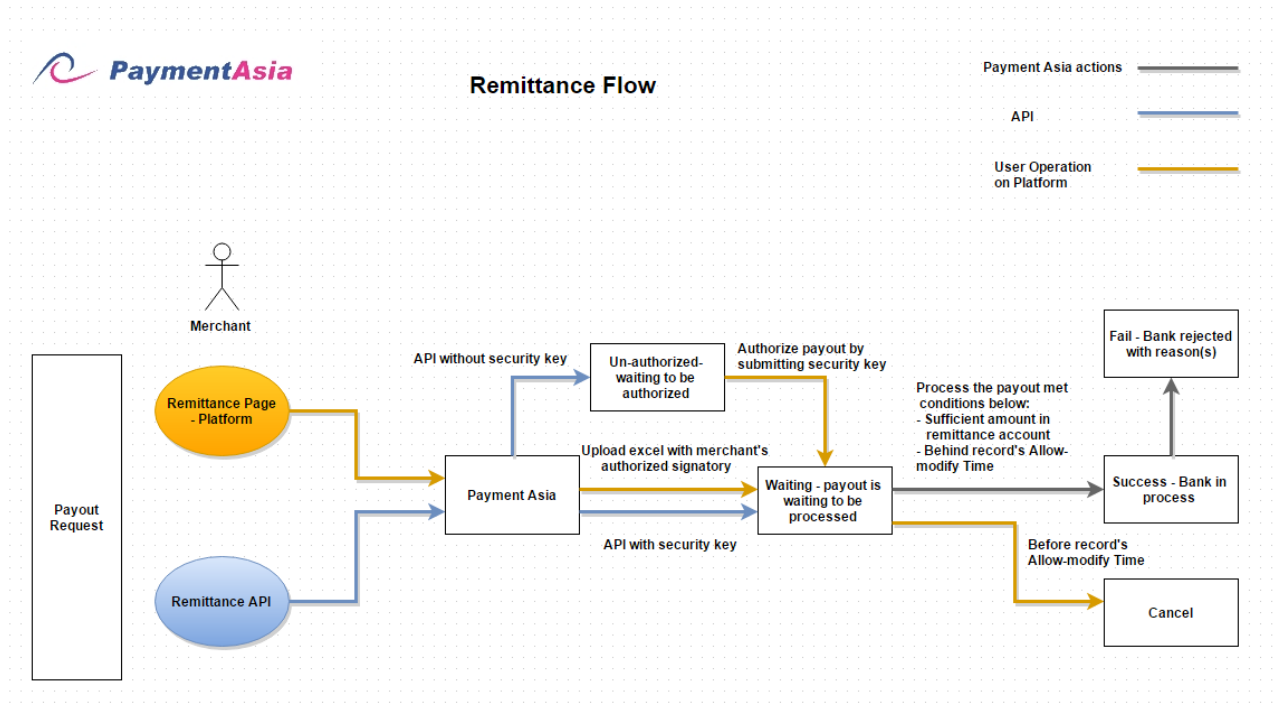 PaymentAsia
Remittance Flow
Payment Asia actions
API
User Operation
on Platform
Merchant
Payout
Request
Remittance Page
- Platform
Remittance API
API without security key
Un-authorized-
waiting to be
authorized
Authorize payout by
submitting security key
Payment Asia
Upload excel with merchant's
authorized signatory
API with security key
Waiting - payout is
waiting to be
processed
Process the payout met
conditions below:
- Sufficient amount in
remittance account
- Behind record's Allow-
modify Time
Fail - Bank rejected
with reason(s)
Success - Bank in
process
Before record's
Allow-modify Time
Cancel